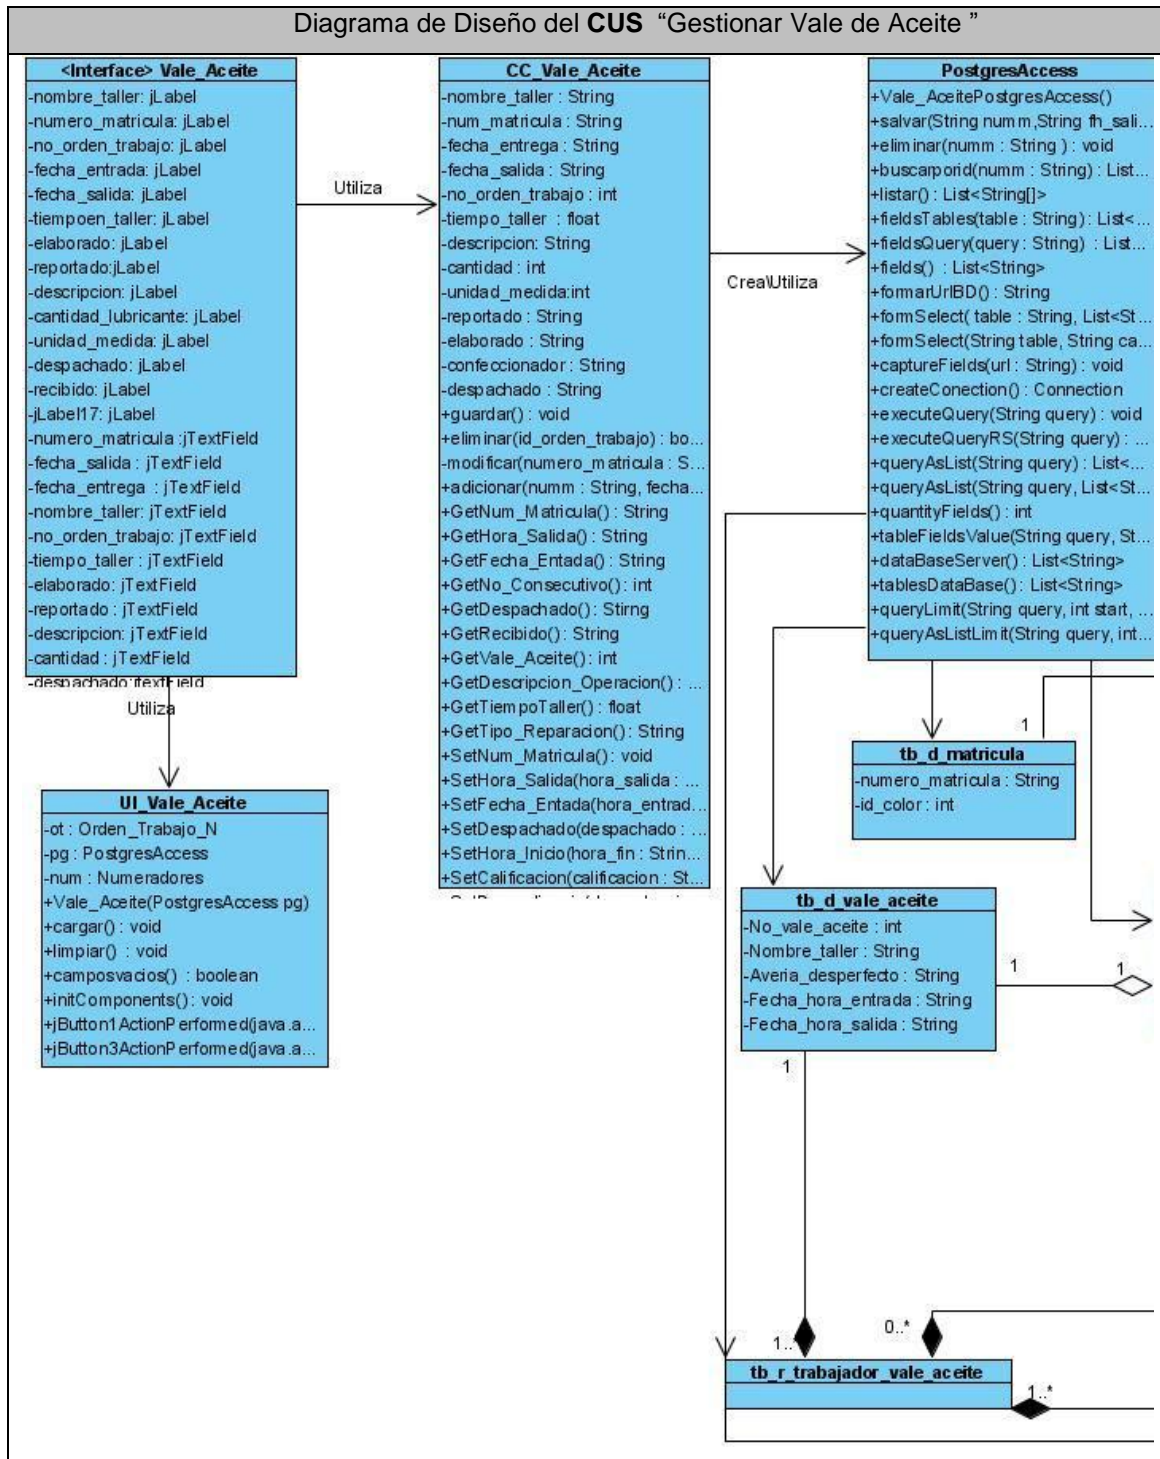 Diagrama de Diseño del CUS “Gestionar Vale de Aceite ”
<Interface> Vale_Aceite
-nombre_taller: jLabel
-numero_matricula: jLabel
-no_orden_trabajo: jLabel
-fecha_entrada: jLabel
-fecha_salida: jLabel
-tiempoen_taller: jLabel
-elaborado: jLabel
-reportado:jLabel
-descripcion: jLabel
-cantidad_lubricante: jLabel
-unidad_medida: jLabel
-despachado: jLabel
-recibido: jLabel
-jLabel17: jLabel
-numero_matricula :jTextField
-fecha_salida : jTextField
-fecha_entrega : jTextField
-nombre_taller: jTextField
-no_orden_trabajo: jTextField
-tiempo_taller : jTextField
-elaborado: jTextField
-reportado : jTextField
-descripcion: jTextField
-cantidad : jTextField
-despachado:jtextField
Utiliza
Utiliza
UI_Vale_Aceite
-ot : Orden_Trabajo_N
-pg : PostgresAccess
-num : Numeradores
+Vale_Aceite(PostgresAccess pg)
+cargar() : void
+limpiar() : void
+camposvacios() : boolean
+initComponents() : void
+jButton1ActionPerformed(java.a...
+jButton3ActionPerformed(java.a...
CC_Vale_Aceite
-nombre_taller : String
-num_matricula : String
-fecha_entrega : String
-fecha_salida : String
-no_orden_trabajo : int
-tiempo_taller : float
-descripcion: String
-cantidad : int
-unidad_medida:int
-reportado : String
-elaborado : String
-confeccionador : String
-despachado : String
+guardar() : void
+eliminar(id_orden_trabajo) : bo...
-modificar(numero_matricula : S...
+adicionar(numm : String, fecha...
+GetNum_Matricula() : String
+GetHora_Salida() : String
+GetFecha_Entada() : String
+GetNo_Consecutivo() : int
+GetDespachado() : Stirng
+GetRecibido() : String
+GetVale_Aceite() : int
+GetDescripcion_Operacion() : ...
+GetTiempoTaller() : float
+GetTipo_Reparacion() : String
+SetNum_Matricula() : void
+SetHora_Salida(hora_salida : ...
+SetFecha_Entada(hora_entrad...
+SetDespachado(despachado : ...
+SetHora_Inicio(hora_fin : Strin...
+SetCalificacion(calificacion : St...
Crea\Utiliza
PostgresAccess
+Vale_AceitePostgresAccess()
+salvar(String numm,String fh_sali...
+eliminar(numm : String ) : void
+buscarporid(numm : String) : List...
+listar() : List<String[]>
+fieldsTables(table : String) : List<...
+fieldsQuery(query : String) : List...
+fields() : List<String>
+formarUrlBD() : String
+formSelect( table : String, List<St...
+formSelect(String table, String ca...
+captureFields(url : String) : void
+createConection() : Connection
+executeQuery(String query) : void
+executeQueryRS(String query) : ...
+queryAsList(String query) : List<...
+queryAsList(String query, List<St...
+quantityFields() : int
+tableFieldsValue(String query, St...
+dataBaseServer() : List<String>
+tablesDataBase() : List<String>
+queryLimit(String query, int start, ...
+queryAsListLimit(String query, int...
1
tb_d_matricula
-numero_matricula : String
-id_color : int
tb_d_vale_aceite
-No_vale_aceite : int
-Nombre_taller : String
-Averia_desperfecto : String
-Fecha_hora_entrada : String
-Fecha_hora_salida : String
1
1
1
1..
0..*
tb_r_trabajador_vale_aceite
1..*